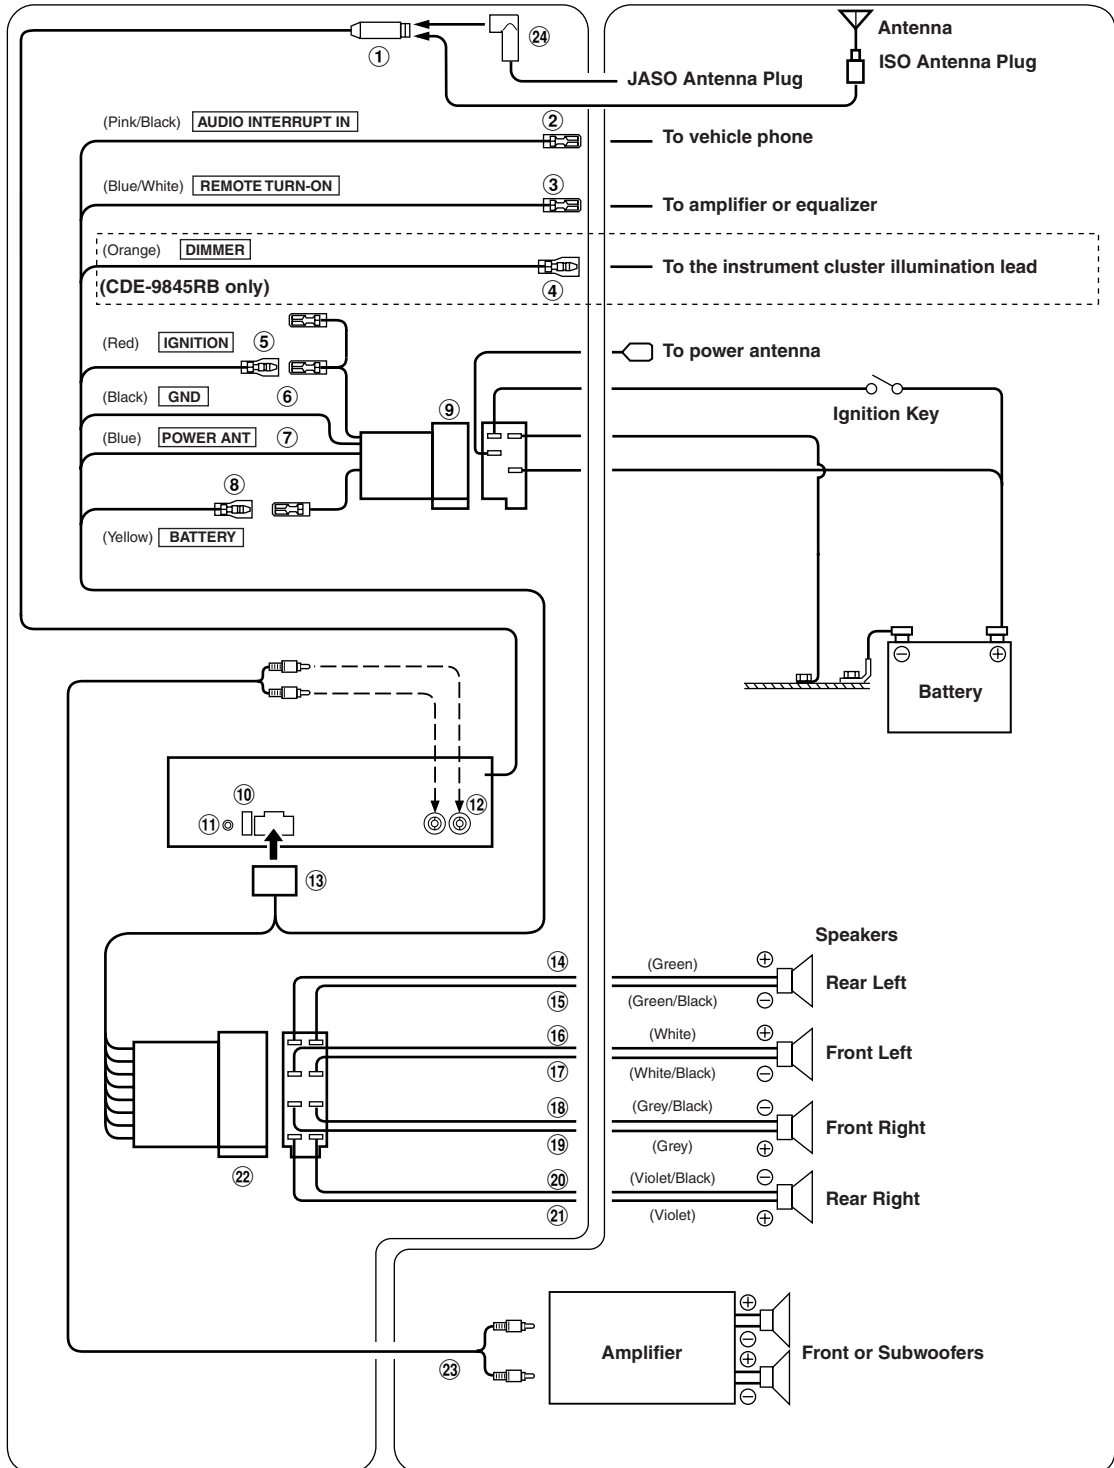 ①
㉔
Antenna
ISO Antenna Plug
JASO Antenna Plug
(Pink/Black) AUDIO INTERRUPT IN
②
To vehicle phone
(Blue/White) REMOTE TURN-ON
③
To amplifier or equalizer
(Orange) DIMMER
To the instrument cluster illumination lead
(CDE-9845RB only)
④
(Red) IGNITION ⑤
To power antenna
(Black) GND ⑥
⑨
Ignition Key
(Blue) POWER ANT ⑦
⑧
(Yellow) BATTERY
⊖ ⊕
Battery
⑩
⑪
⑫
⑬
Speakers
⑭ (Green) ⊕
Rear Left
⑮ (Green/Black) ⊖
⑯ (White) ⊕
Front Left
⑰ (White/Black) ⊖
⑱ (Grey/Black) ⊖
Front Right
⑲ (Grey) ⊕
㉒
⑳ (Violet/Black) ⊖
Rear Right
㉑ (Violet) ⊕
⊕
⊖
Amplifier
Front or Subwoofers
⊕
㉓
⊖